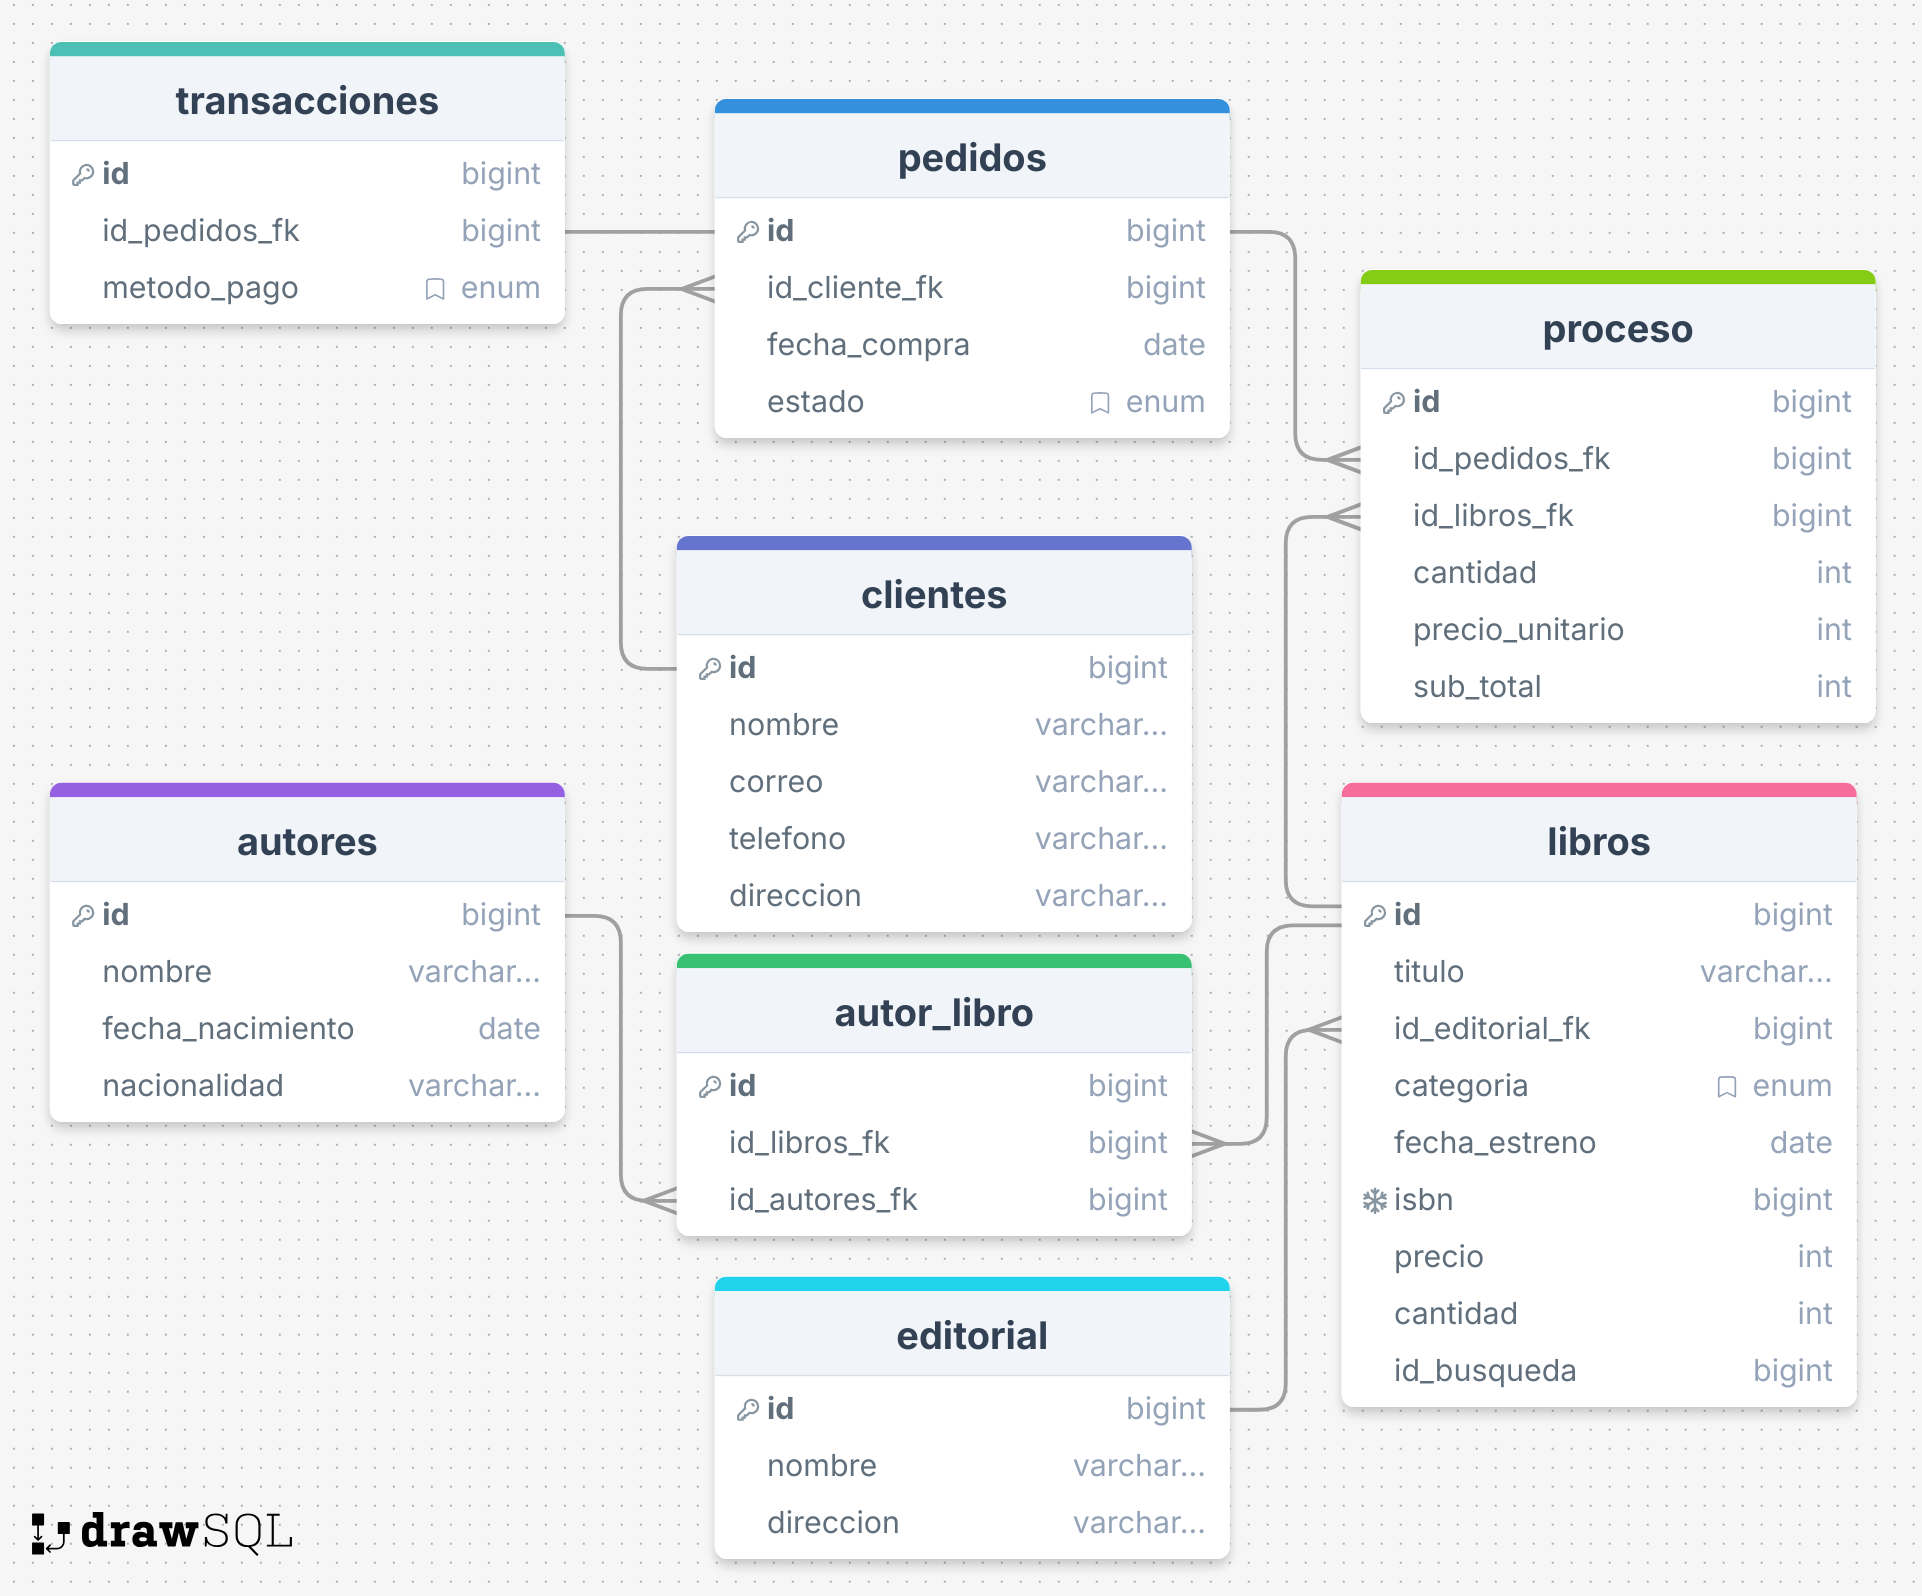 transacciones
id bigint
id_pedidos_fk bigint
metodo_pago enum
pedidos
id bigint
id_cliente_fk bigint
fecha_compra date
estado enum
proceso
id bigint
id_pedidos_fk bigint
id_libros_fk bigint
cantidad int
precio_unitario int
sub_total int
clientes
id bigint
nombre varchar...
correo varchar...
telefono varchar...
direccion varchar...
autores
id bigint
nombre varchar...
fecha_nacimiento date
nacionalidad varchar...
autor_libro
id bigint
id_libros_fk bigint
id_autores_fk bigint
libros
id bigint
titulo varchar...
id_editorial_fk bigint
categoria enum
fecha_estreno date
isbn bigint
precio int
cantidad int
id_busqueda bigint
editorial
id bigint
nombre varchar...
direccion varchar...
drawSQL